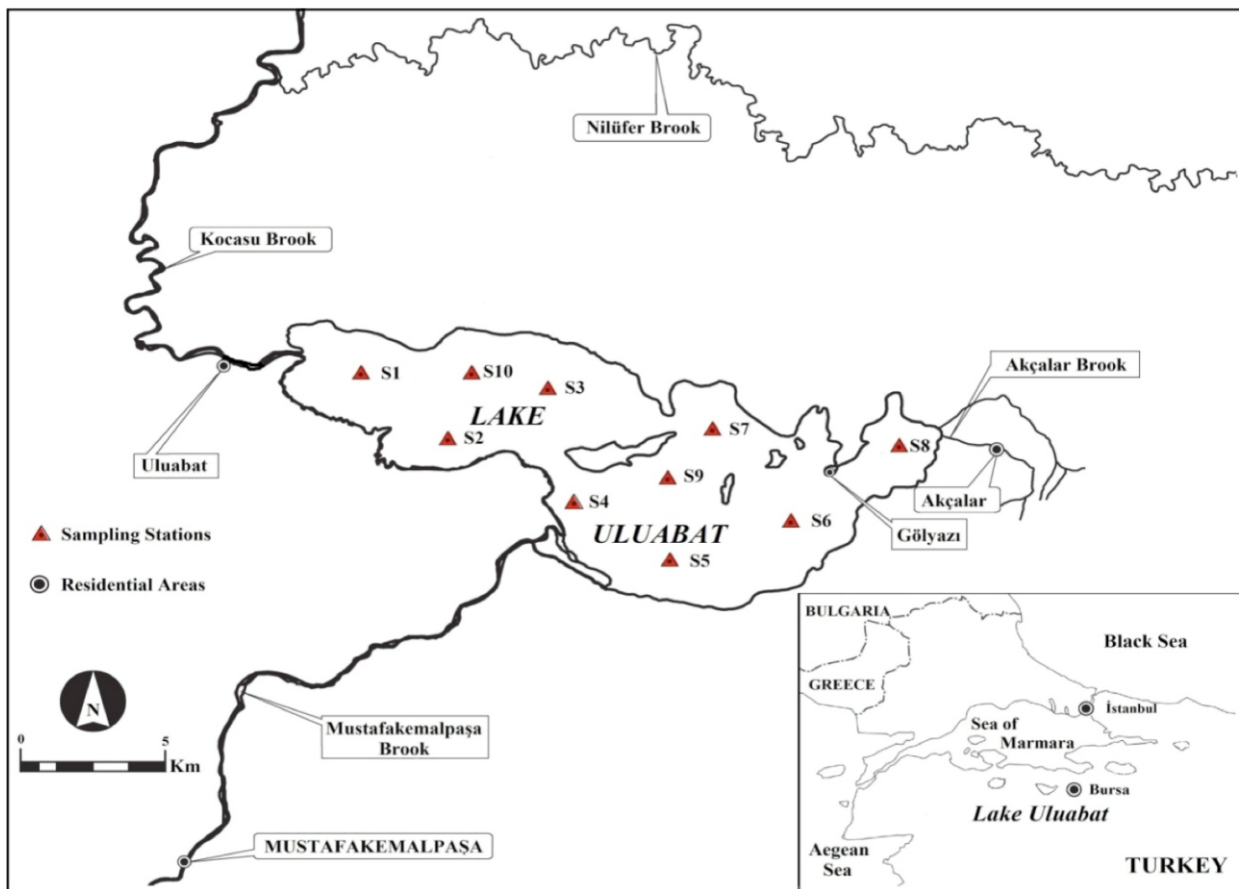 Nilüfer Brook
Kocasu Brook
Akçalar Brook
S1
S10
S3
LAKE
S2
S7
S8
Uluabat
S9
Akçalar
S4
S6
ULUABAT
Gölyazı
S5
Sampling Stations
Residential Areas
N
0 5
Km
Mustafakemalpaşa
Brook
MUSTAFAKEMALPAŞA
BULGARIA
Black Sea
GREECE
İstanbul
Sea of
Marmara
Bursa
Lake Uluabat
Aegean
Sea
TURKEY